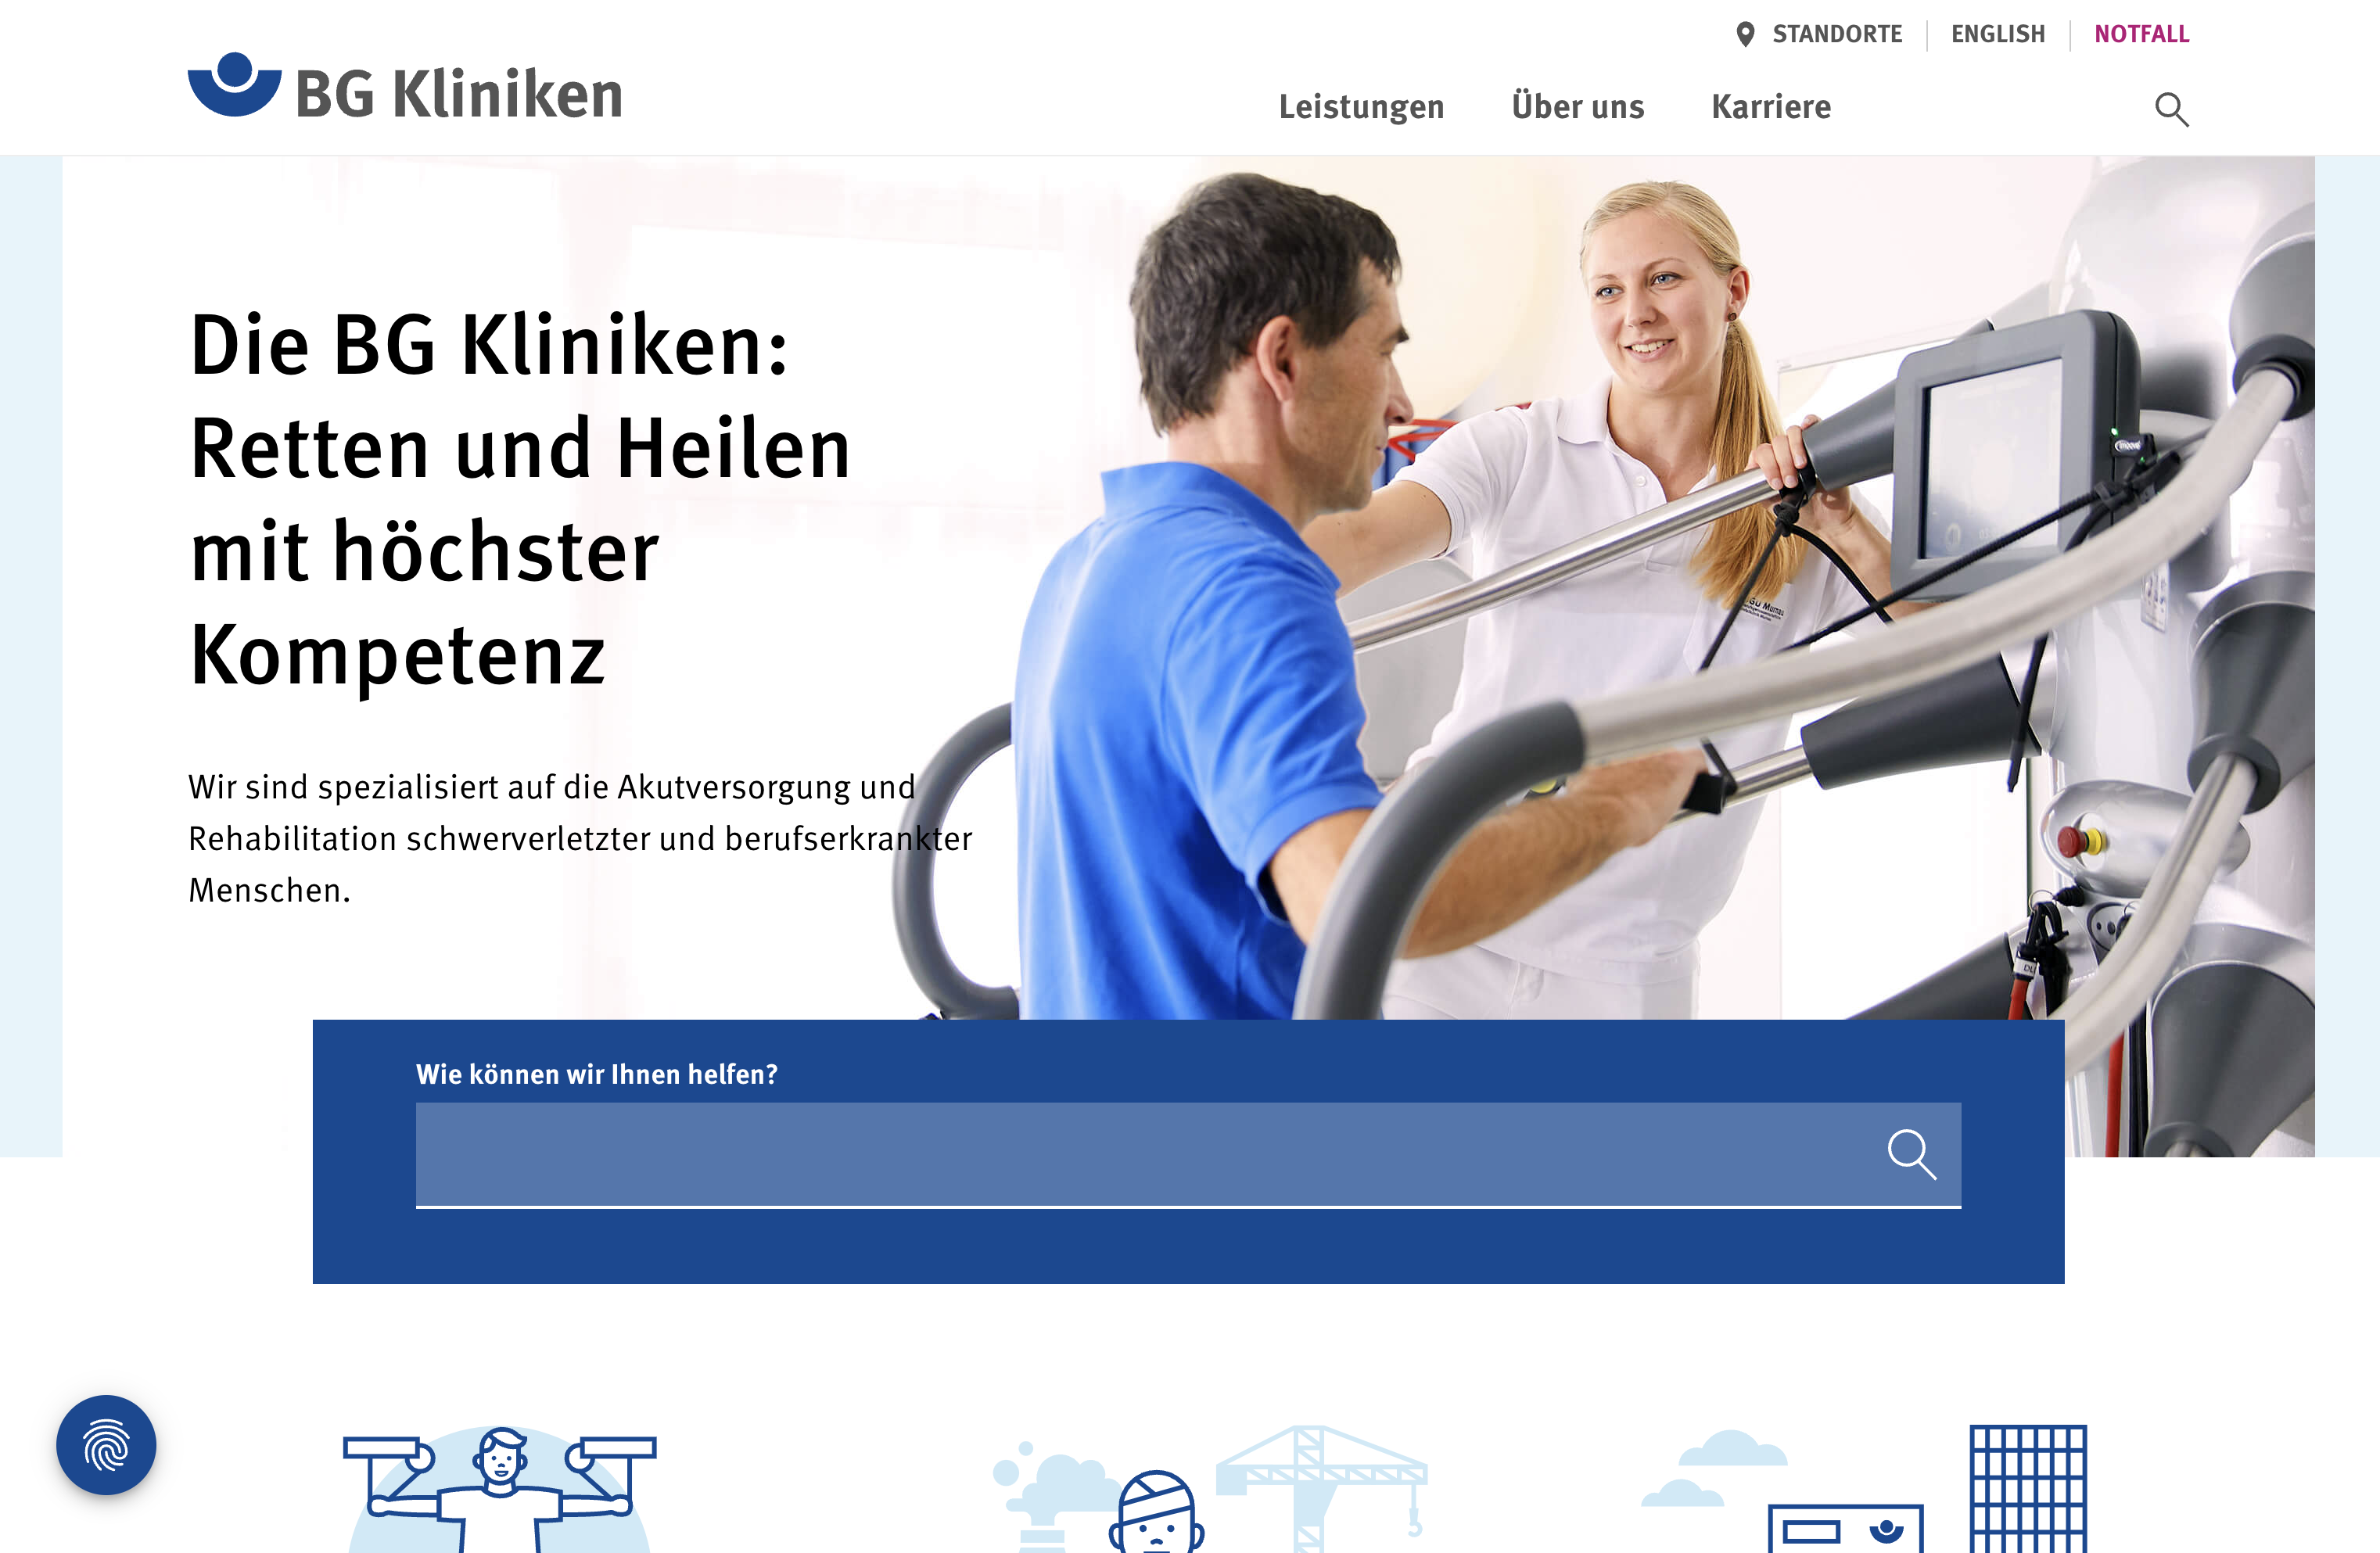 STANDORTE
ENGLISH
NOTFALL
BG Kliniken
Leistungen
Über uns
Karriere
Die BG Kliniken:
Retten und Heilen
mit höchster
Kompetenz
Wir sind spezialisiert auf die Akutversorgung und
Rehabilitation schwerverletzter und berufserkrankter
Menschen.
Wie können wir Ihnen helfen?